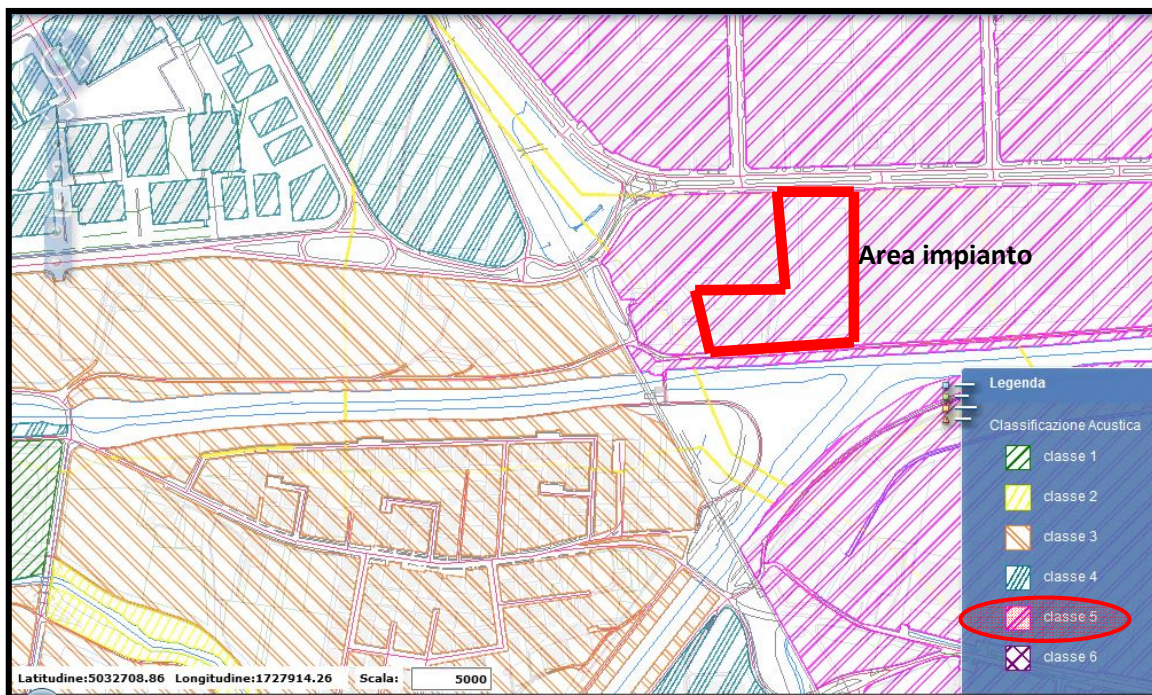 Area impianto
Legenda
Classificazione Acustica
classe 1
classe 2
classe 3
classe 4
classe 5
classe 6
Latitudine:5032708.86 Longitudine:1727914.26 Scala: 5000